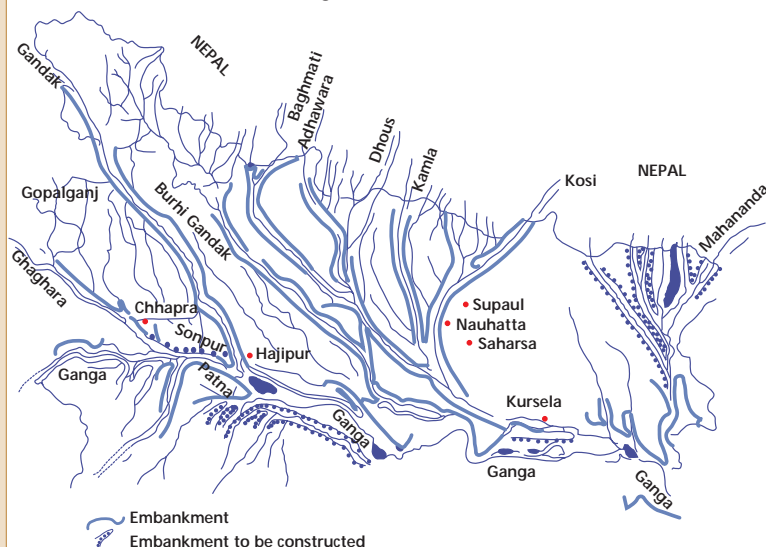 NEPAL
Gandak
Baghmati
Adhawara
Dhous
Kamla
Kosi
NEPAL
Mahananda
Gopalganj
Burhi Gandak
Ghaghara
Chhapra
Sonpur
Hajipur
Supaul
Nauhatta
Saharsa
Ganga
Patna
Ganga
Kursela
Ganga
Ganga
Embankment
Embankment to be constructed